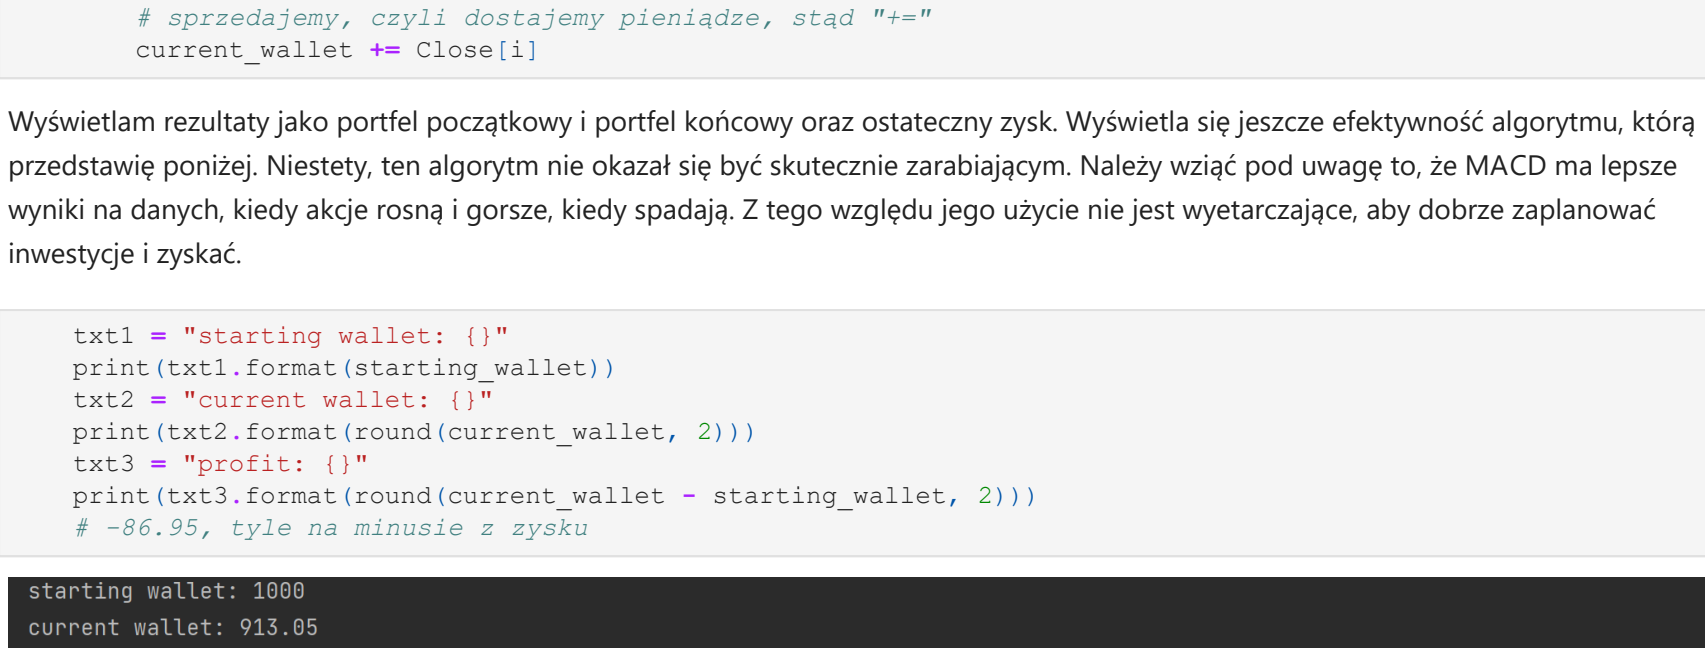 # sprzedajemy, czyli dostajemy pieniądze, stąd "+="
current_wallet += Close[i]
Wyświetlam rezultaty jako portfel początkowy i portfel końcowy oraz ostateczny zysk. Wyświetla się jeszcze efektywność algorytmu, którą
przedstawię poniżej. Niestety, ten algorytm nie okazał się być skutecznie zarabiającym. Należy wziąć pod uwagę to, że MACD ma lepsze
wyniki na danych, kiedy akcje rosną i gorsze, kiedy spadają. Z tego względu jego użycie nie jest wyetarczające, aby dobrze zaplanować
inwestycje i zyskać.
txt1 = "starting wallet: {}"
print(txt1.format(starting_wallet))
txt2 = "current wallet: {}"
print(txt2.format(round(current_wallet, 2)))
txt3 = "profit: {}"
print(txt3.format(round(current_wallet - starting_wallet, 2)))
# -86.95, tyle na minusie z zysku
starting wallet: 1000
current wallet: 913.05